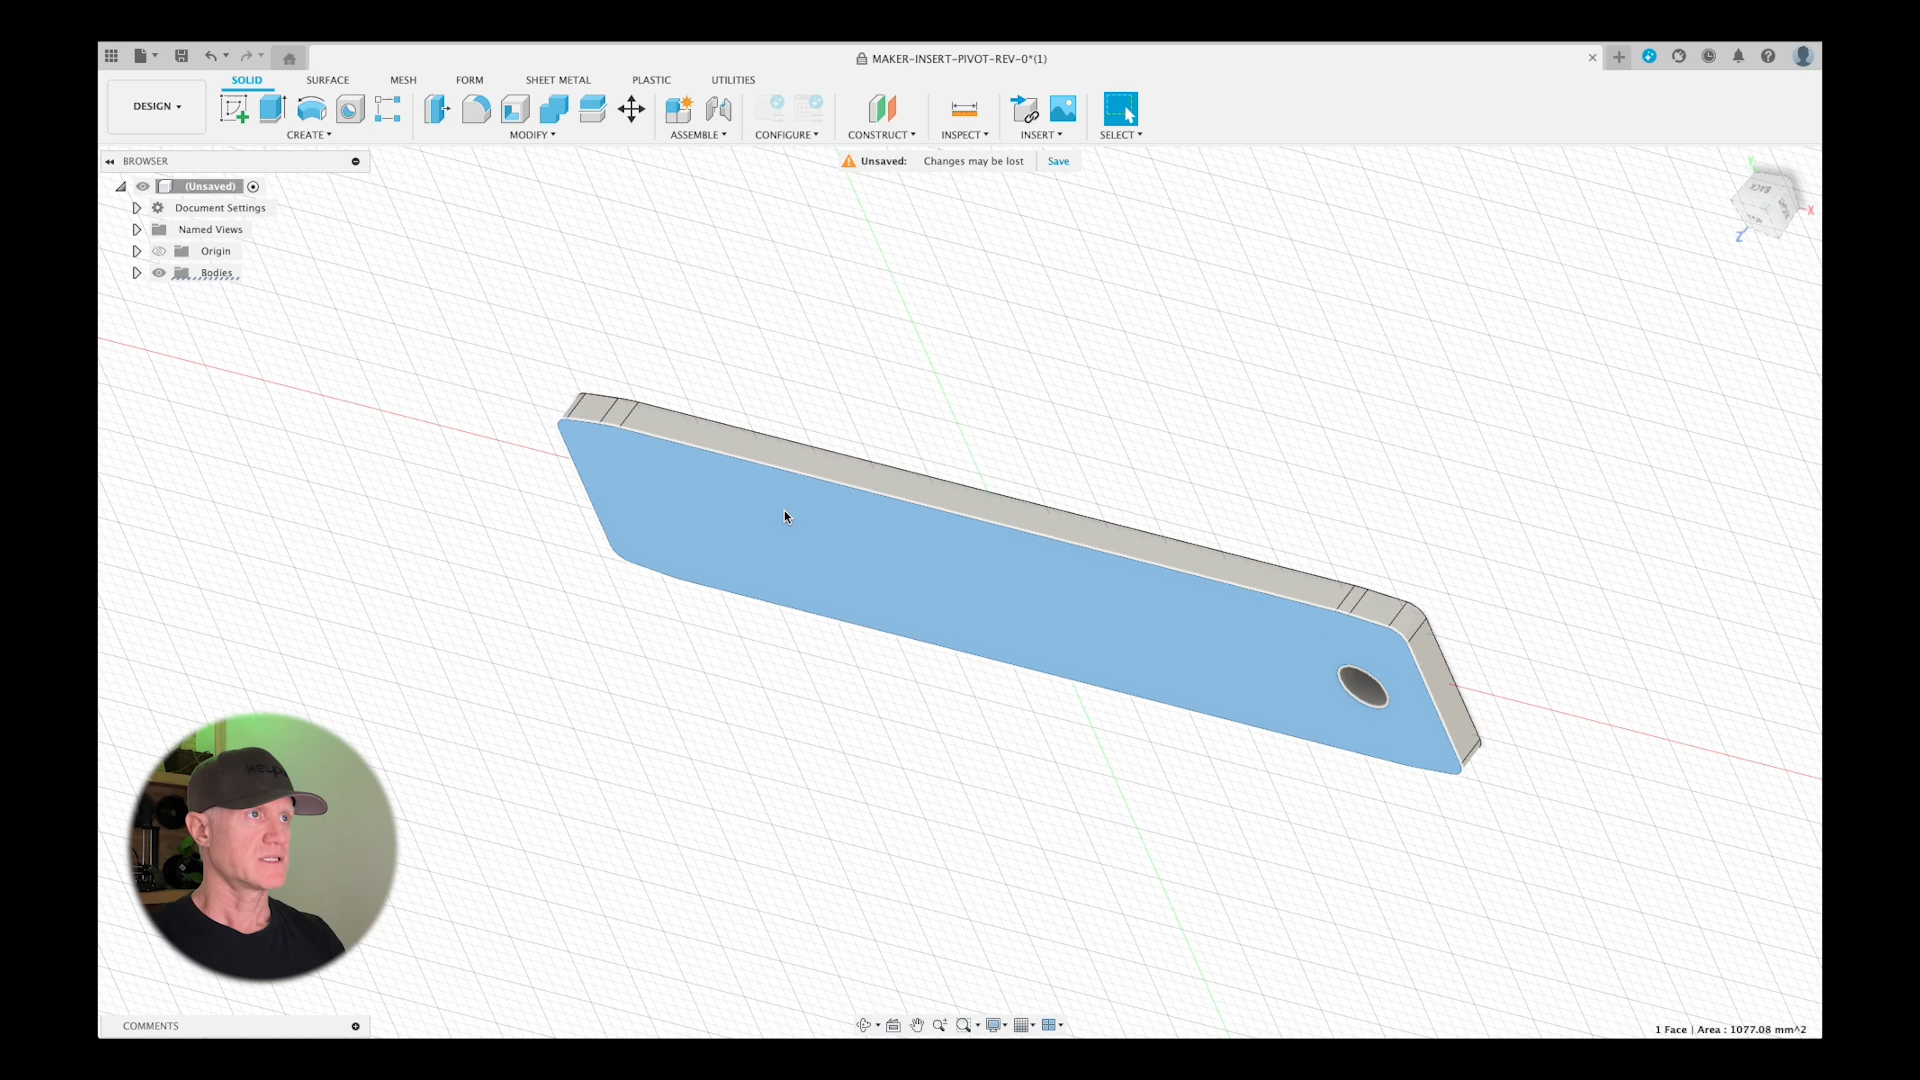 MAKER-INSERT-PIVOT-REV-0*(1)
SOLID
SURFACE
MESH
FORM
SHEET METAL
PLASTIC
UTILITIES
DESIGN
CREATE
MODIFY
ASSEMBLE
CONFIGURE
CONSTRUCT
INSPECT
INSERT
SELECT
BROWSER
Unsaved: Changes may be lost Save
(Unsaved)
Document Settings
Named Views
Origin
Bodies
BACK
Y
X
Z
COMMENTS
1 Face | Area : 1077.08 mm^2